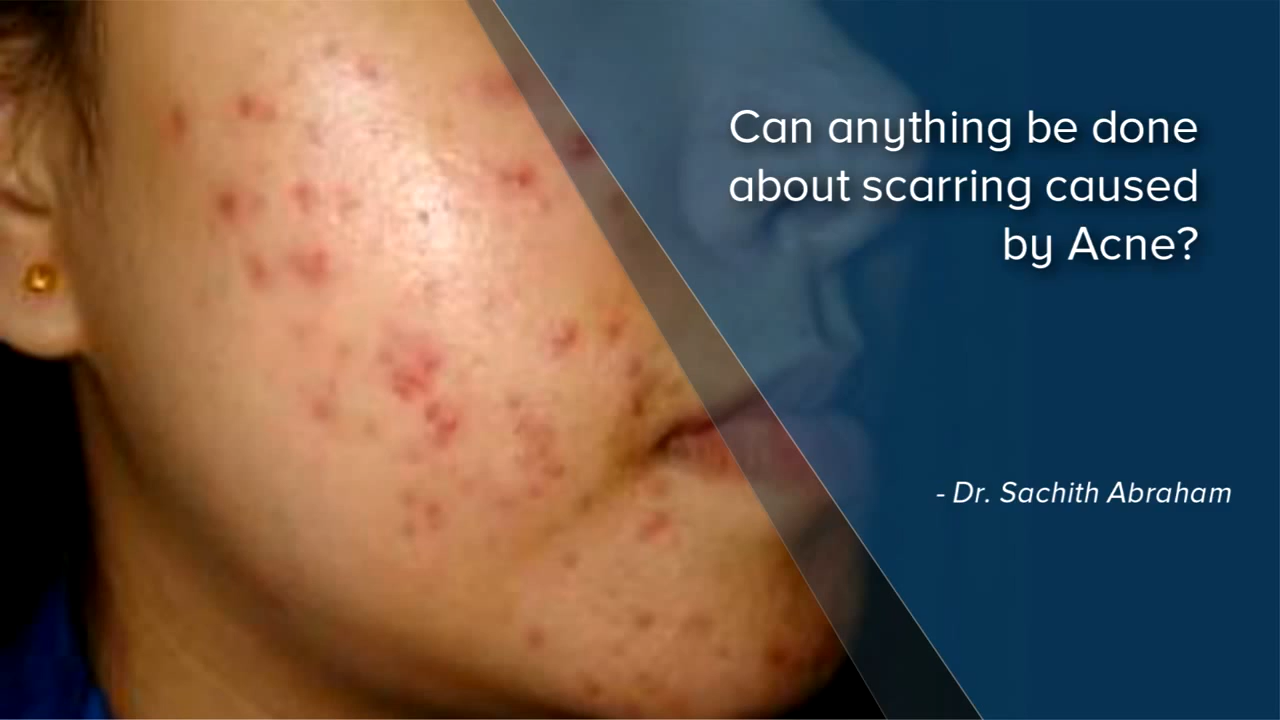 Can anything be done
about scarring caused
by Acne?
- Dr. Sachith Abraham